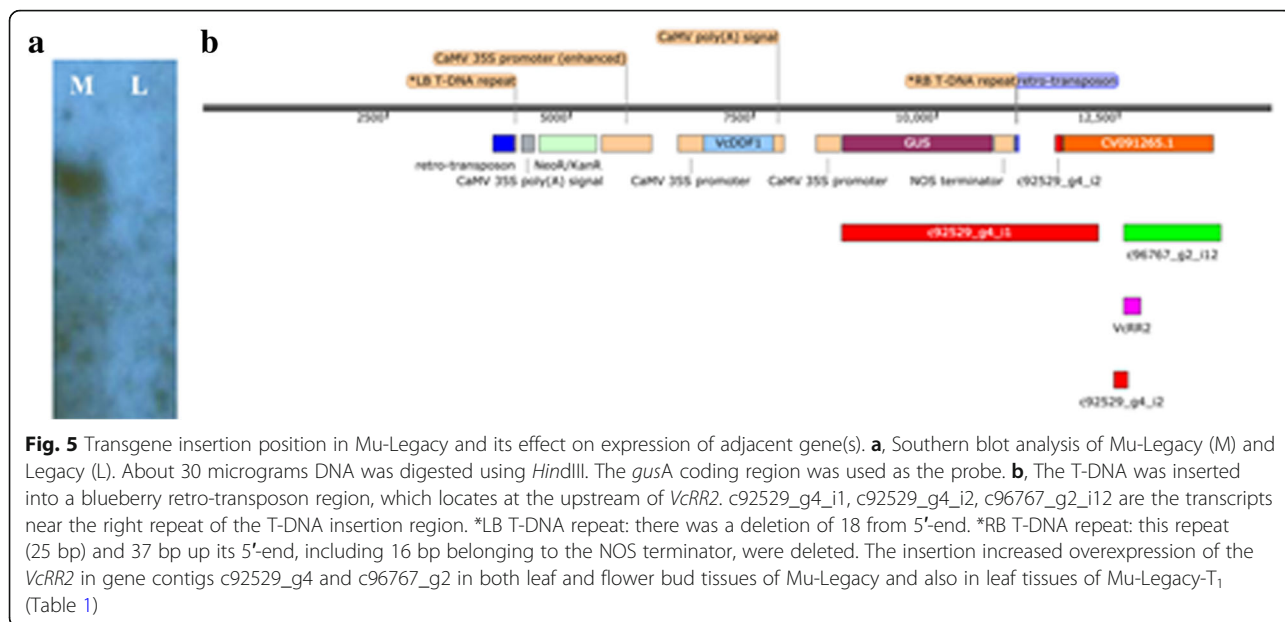 a
b
M
L
CaMV poly(A) signal
CaMV 35S promoter (enhanced)
*LB T-DNA repeat
*RB T-DNA repeat
retro-transposon
2500
5000
7500
10,000
12,500
VcDDF1
GUS
CV091265.1
retro-transposon
NeoR/KanR
CaMV 35S poly(A) signal
CaMV 35S promoter
CaMV 35S promoter
NOS terminator
c92529_g4_i2
c92529_g4_i1
c96767_g2_i12
VcRR2
c92529_g4_i2
Fig. 5 Transgene insertion position in Mu-Legacy and its effect on expression of adjacent gene(s). a, Southern blot analysis of Mu-Legacy (M) and
Legacy (L). About 30 micrograms DNA was digested using HindIII. The gusA coding region was used as the probe. b, The T-DNA was inserted
into a blueberry retro-transposon region, which locates at the upstream of VcRR2. c92529_g4_i1, c92529_g4_i2, c96767_g2_i12 are the transcripts
near the right repeat of the T-DNA insertion region. *LB T-DNA repeat: there was a deletion of 18 from 5′-end. *RB T-DNA repeat: this repeat
(25 bp) and 37 bp up its 5′-end, including 16 bp belonging to the NOS terminator, were deleted. The insertion increased overexpression of the
VcRR2 in gene contigs c92529_g4 and c96767_g2 in both leaf and flower bud tissues of Mu-Legacy and also in leaf tissues of Mu-Legacy-T₁
(Table 1)